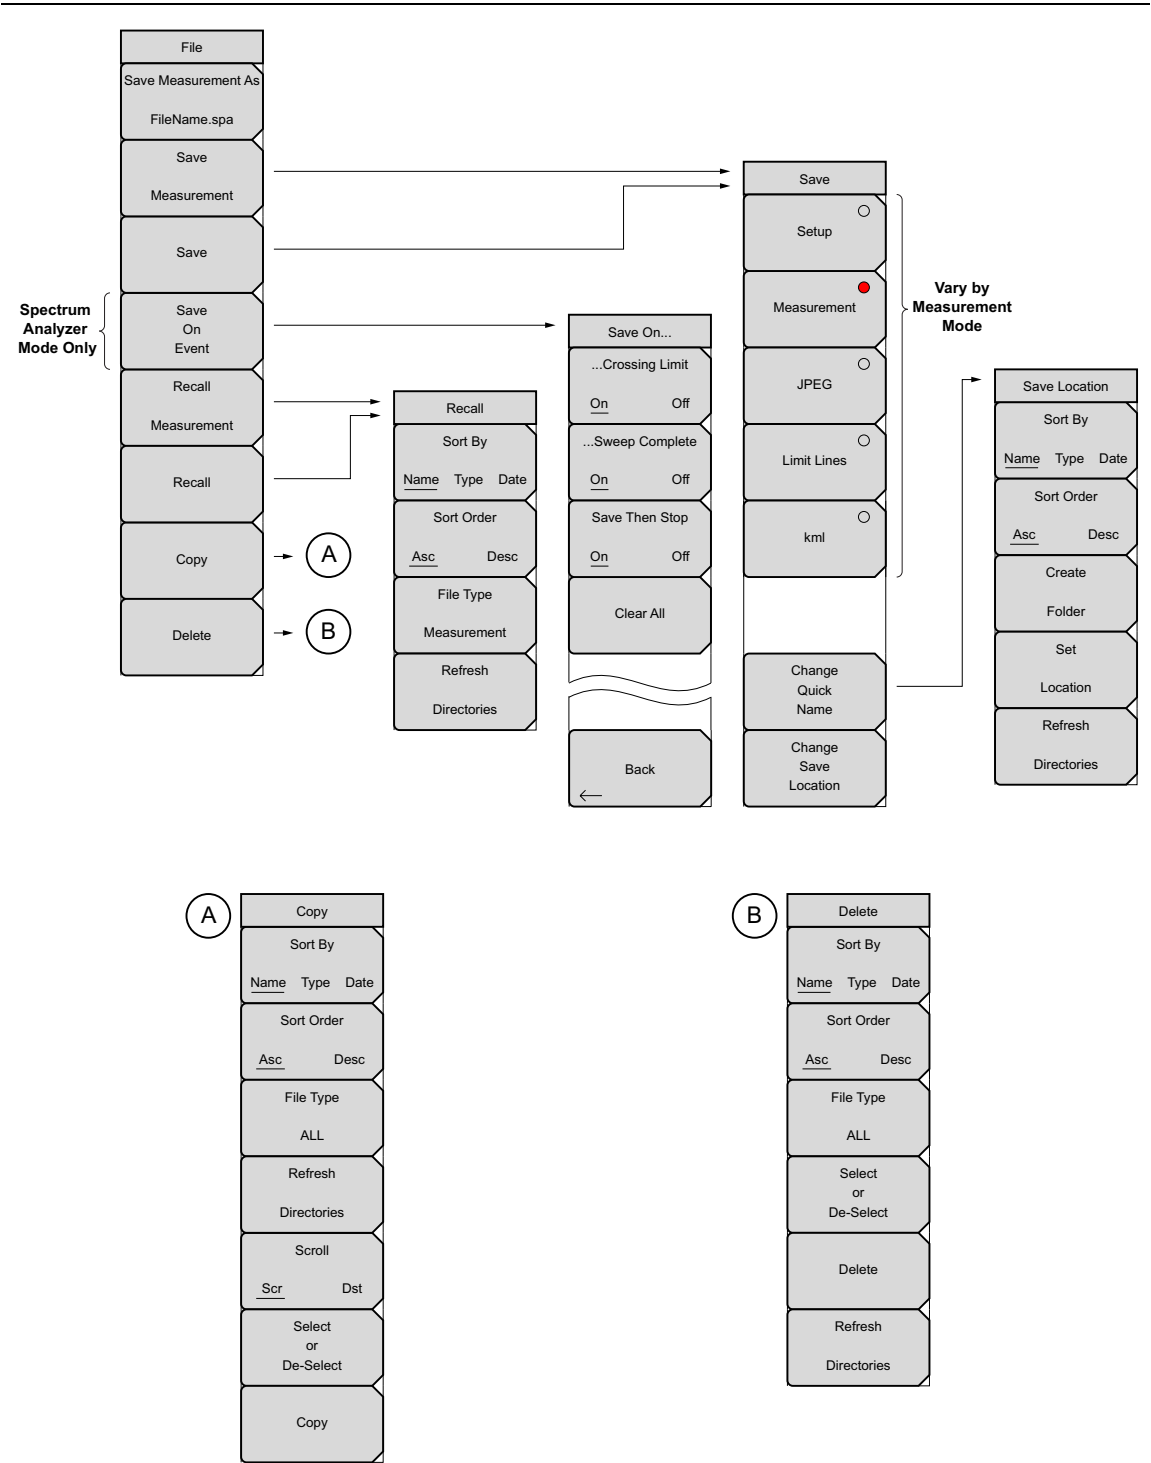 File
Save Measurement As
FileName.spa
Save
Measurement
Save
Spectrum
Analyzer
Mode Only
Save
On
Event
Recall
Measurement
Recall
Copy
A
Delete
B
Recall
Sort By
Name Type Date
Sort Order
Asc Desc
File Type
Measurement
Refresh
Directories
Save On...
...Crossing Limit
On Off
...Sweep Complete
On Off
Save Then Stop
On Off
Clear All
Back
Save
Setup
Measurement
JPEG
Limit Lines
kml
Vary by
Measurement
Mode
Change
Quick
Name
Change
Save
Location
Save Location
Sort By
Name Type Date
Sort Order
Asc Desc
Create
Folder
Set
Location
Refresh
Directories
A
Copy
Sort By
Name Type Date
Sort Order
Asc Desc
File Type
ALL
Refresh
Directories
Scroll
Scr Dst
Select
or
De-Select
Copy
B
Delete
Sort By
Name Type Date
Sort Order
Asc Desc
File Type
ALL
Select
or
De-Select
Delete
Refresh
Directories